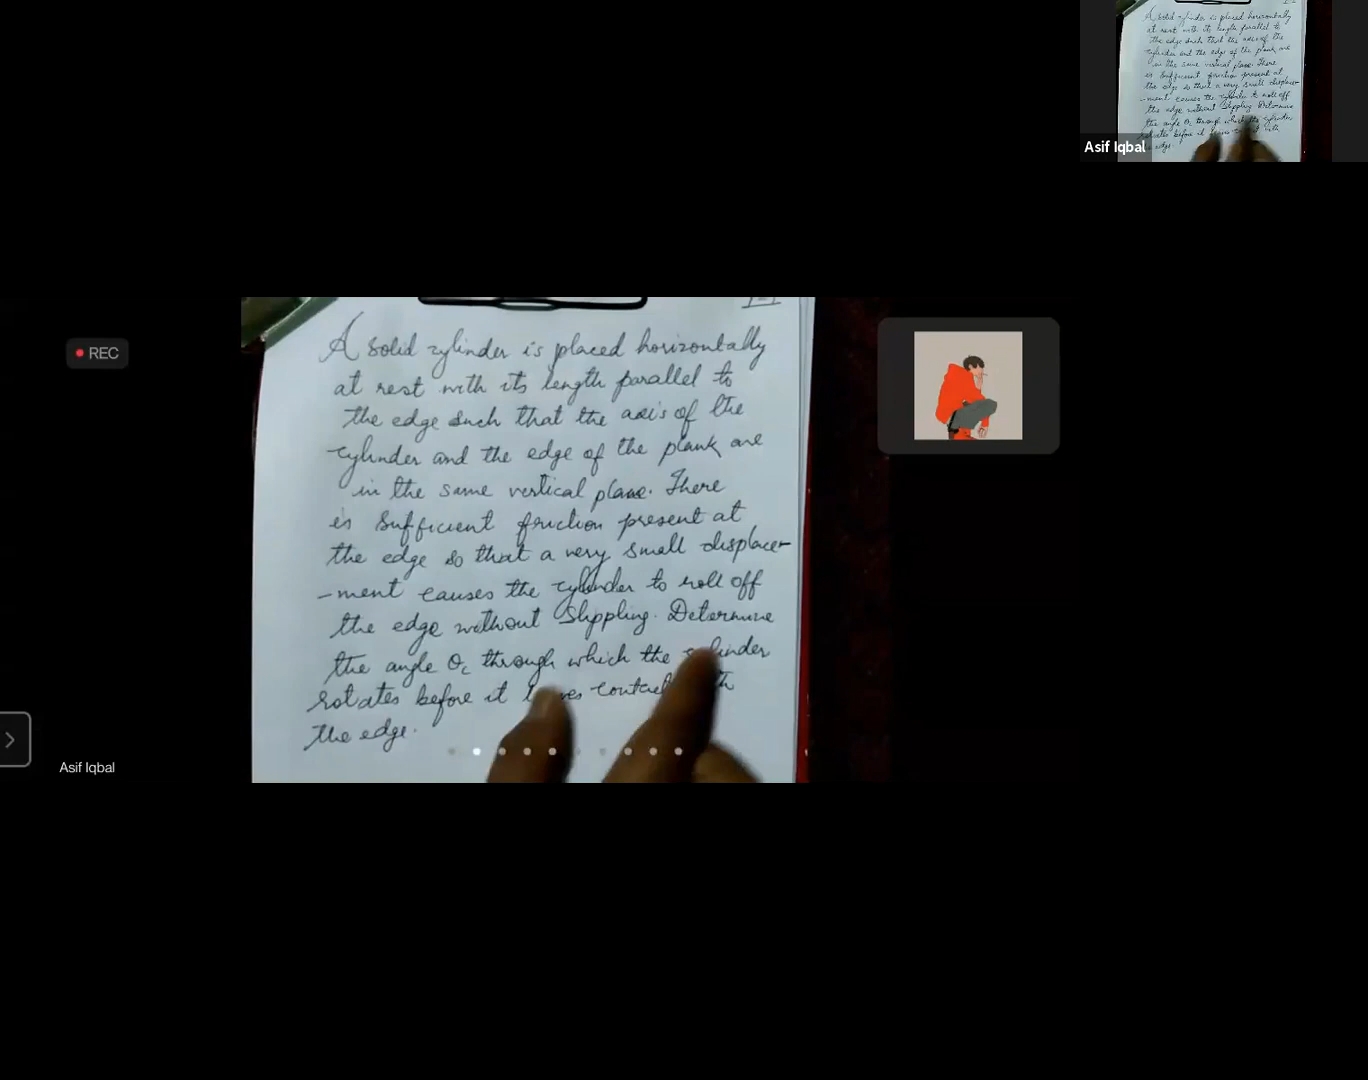 Asif Iqbal
REC
A solid cylinder is placed horizontally
at rest with its length parallel to
the edge such that the axis of the
cylinder and the edge of the plank are
in the same vertical plane. There
is sufficient friction present at
the edge so that a very small displace-
-ment causes the cylinder to roll off
the edge without slippling. Determine
the angle θc through which the cylinder
rotates before it contact
the edge.
Asif Iqbal